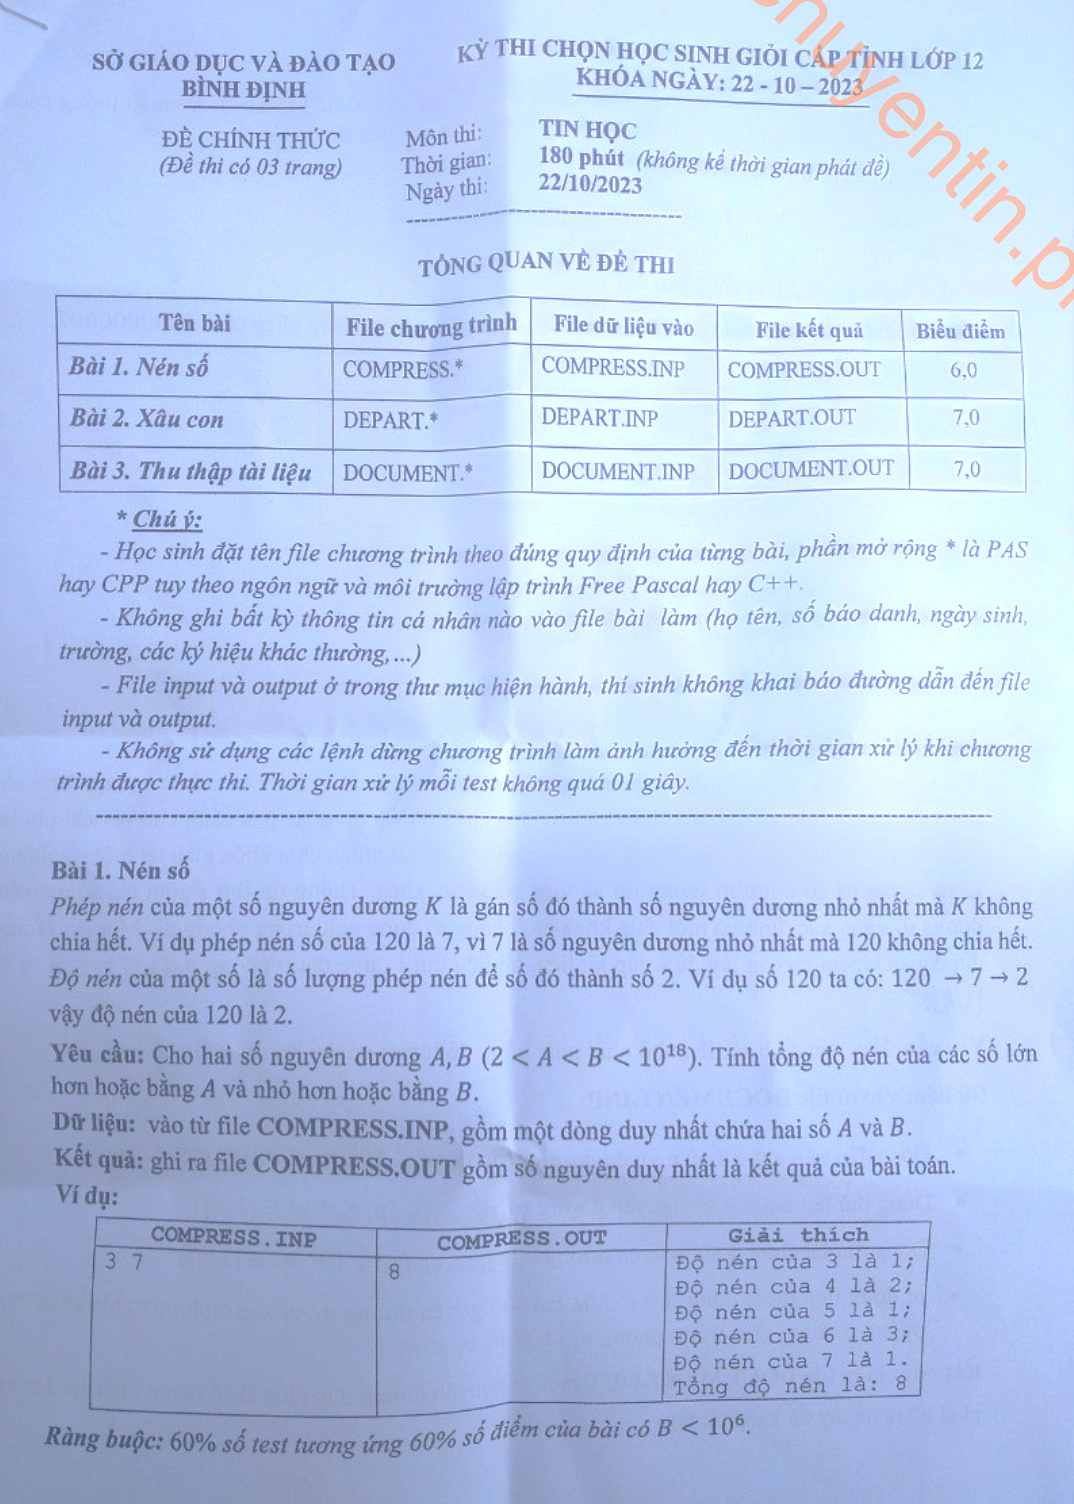 SỞ GIÁO DỤC VÀ ĐÀO TẠO
BÌNH ĐỊNH
KỲ THI CHỌN HỌC SINH GIỎI CẤP TỈNH LỚP 12
KHÓA NGÀY: 22 - 10 – 2023
ĐỀ CHÍNH THỨC
(Đề thi có 03 trang)
Môn thi: TIN HỌC
Thời gian: 180 phút (không kể thời gian phát đề)
Ngày thi: 22/10/2023
TỔNG QUAN VỀ ĐỀ THI
Tên bài File chương trình File dữ liệu vào File kết quả Biểu điểm
Bài 1. Nén số COMPRESS.* COMPRESS.INP COMPRESS.OUT 6,0
Bài 2. Xâu con DEPART.* DEPART.INP DEPART.OUT 7,0
Bài 3. Thu thập tài liệu DOCUMENT.* DOCUMENT.INP DOCUMENT.OUT 7,0
* Chú ý:
- Học sinh đặt tên file chương trình theo đúng quy định của từng bài, phần mở rộng * là PAS
hay CPP tuy theo ngôn ngữ và môi trường lập trình Free Pascal hay C++.
- Không ghi bất kỳ thông tin cá nhân nào vào file bài làm (họ tên, số báo danh, ngày sinh,
trường, các ký hiệu khác thường,...)
- File input và output ở trong thư mục hiện hành, thí sinh không khai báo đường dẫn đến file
input và output.
- Không sử dụng các lệnh dừng chương trình làm ảnh hưởng đến thời gian xử lý khi chương
trình được thực thi. Thời gian xử lý mỗi test không quá 01 giây.
Bài 1. Nén số
Phép nén của một số nguyên dương K là gán số đó thành số nguyên dương nhỏ nhất mà K không
chia hết. Ví dụ phép nén số của 120 là 7, vì 7 là số nguyên dương nhỏ nhất mà 120 không chia hết.
Độ nén của một số là số lượng phép nén để số đó thành số 2. Ví dụ số 120 ta có: 120 → 7 → 2
vậy độ nén của 120 là 2.
Yêu cầu: Cho hai số nguyên dương A, B (2 < A < B < 10¹⁸). Tính tổng độ nén của các số lớn
hơn hoặc bằng A và nhỏ hơn hoặc bằng B.
Dữ liệu: vào từ file COMPRESS.INP, gồm một dòng duy nhất chứa hai số A và B.
Kết quả: ghi ra file COMPRESS.OUT gồm số nguyên duy nhất là kết quả của bài toán.
Ví dụ:
COMPRESS.INP COMPRESS.OUT Giải thích
3 7 8 Độ nén của 3 là 1;
Độ nén của 4 là 2;
Độ nén của 5 là 1;
Độ nén của 6 là 3;
Độ nén của 7 là 1.
Tổng độ nén là: 8
Ràng buộc: 60% số test tương ứng 60% số điểm của bài có B < 10⁶.